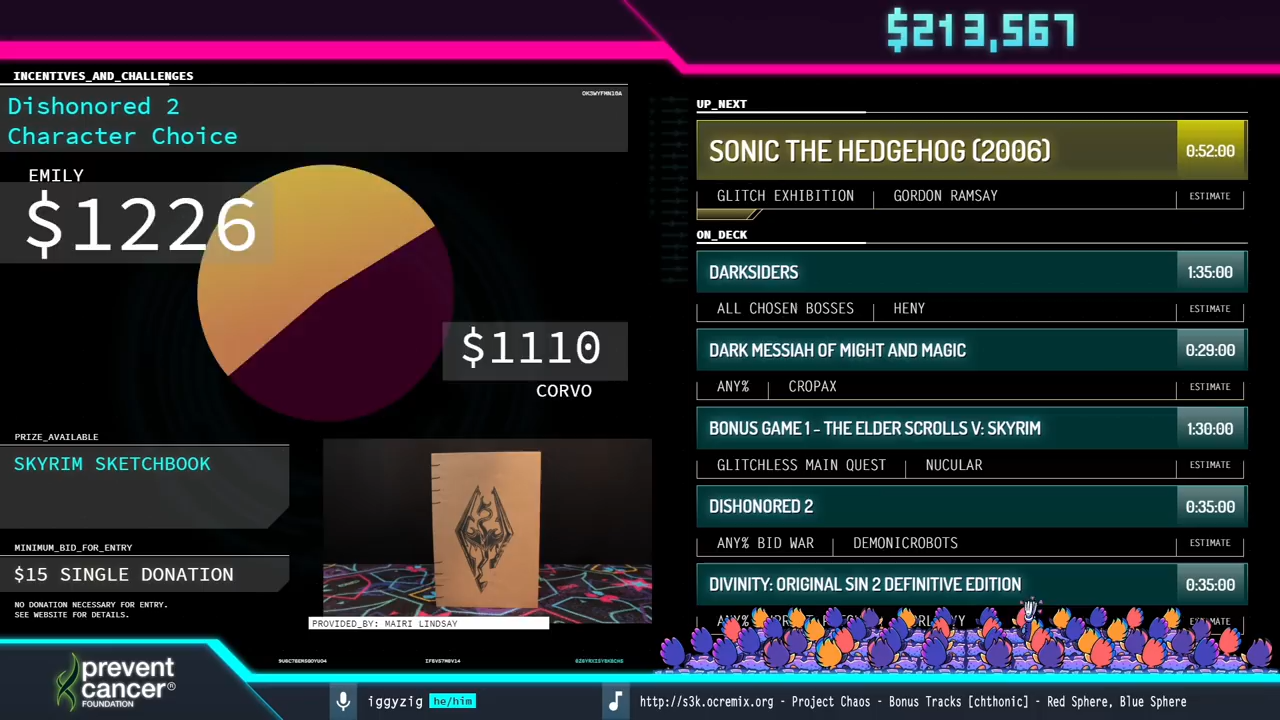 $213,567
INCENTIVES_AND_CHALLENGES
Dishonored 2
Character Choice
EMILY
$1226
$1110
CORVO
PRIZE_AVAILABLE
SKYRIM SKETCHBOOK
MINIMUM_BID_FOR_ENTRY
$15 SINGLE DONATION
NO DONATION NECESSARY FOR ENTRY.
SEE WEBSITE FOR DETAILS.
PROVIDED_BY: MAIRI LINDSAY
UP_NEXT
SONIC THE HEDGEHOG (2006) 0:52:00
GLITCH EXHIBITION GORDON RAMSAY ESTIMATE
ON_DECK
DARKSIDERS 1:35:00
ALL CHOSEN BOSSES HENY ESTIMATE
DARK MESSIAH OF MIGHT AND MAGIC 0:29:00
ANY% CROPAX ESTIMATE
BONUS GAME 1 - THE ELDER SCROLLS V: SKYRIM 1:30:00
GLITCHLESS MAIN QUEST NUCULAR ESTIMATE
DISHONORED 2 0:35:00
ANY% BID WAR DEMONICROBOTS ESTIMATE
DIVINITY: ORIGINAL SIN 2 DEFINITIVE EDITION 0:35:00
prevent
cancer®
FOUNDATION
iggyzig he/him
http://s3k.ocremix.org - Project Chaos - Bonus Tracks [chthonic] - Red Sphere, Blue Sphere